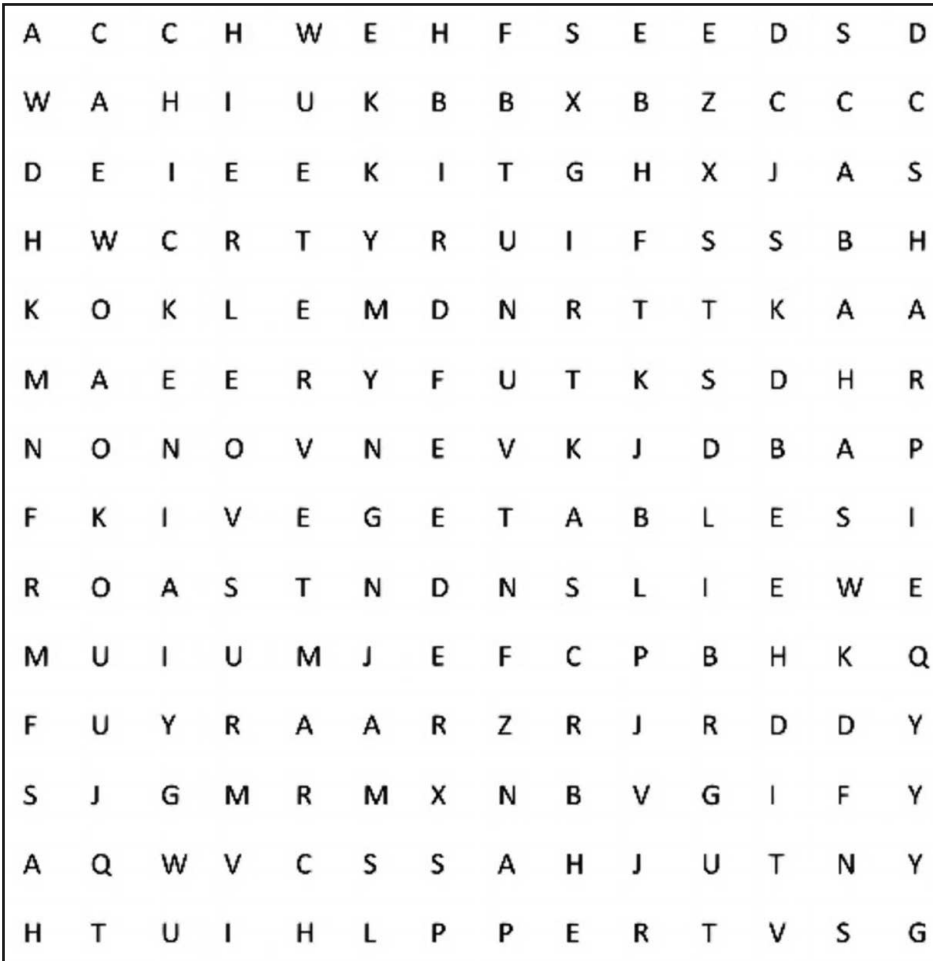 A C C H W E H F S E E D S D
W A H I U K B B X B Z C C C
D E I E E K I T G H X J A S
H W C R T Y R U I F S S B H
K O K L E M D N R T T K A A
M A E E R Y F U T K S D H R
N O N O V N E V K J D B A P
F K I V E G E T A B L E S I
R O A S T N D N S L I E W E
M U I U M J E F C P B H K Q
F U Y R A A R Z R J R D D Y
S J G M R M X N B V G I F Y
A Q W V C S S A H J U T N Y
H T U I H L P P E R T V S G